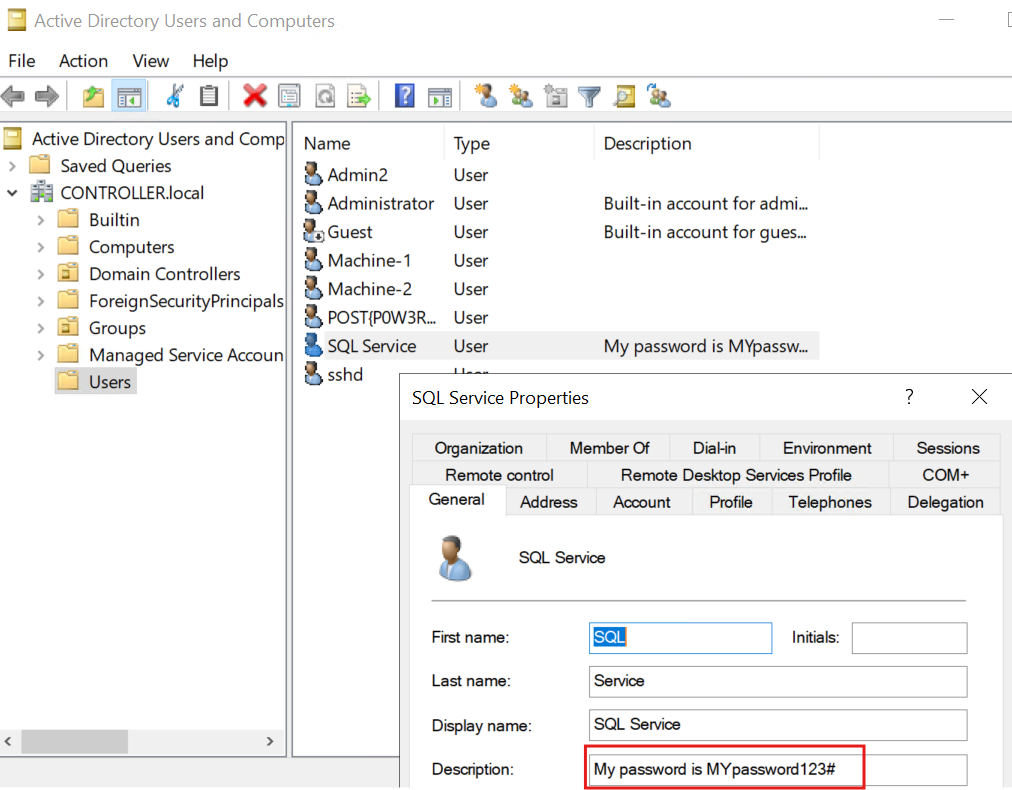 Active Directory Users and Computers
File Action View Help
Active Directory Users and Comp
Saved Queries
CONTROLLER.local
Builtin
Computers
Domain Controllers
ForeignSecurityPrincipals
Groups
Managed Service Accoun
Users
Name Type Description
Admin2 User
Administrator User Built-in account for admi...
Guest User Built-in account for gues...
Machine-1 User
Machine-2 User
POST{P0W3R... User
SQL Service User My password is MYpassw...
sshd User
SQL Service Properties
Organization Member Of Dial-in Environment Sessions
Remote control Remote Desktop Services Profile COM+
General Address Account Profile Telephones Delegation
SQL Service
First name: SQL Initials:
Last name: Service
Display name: SQL Service
Description: My password is MYpassword123#